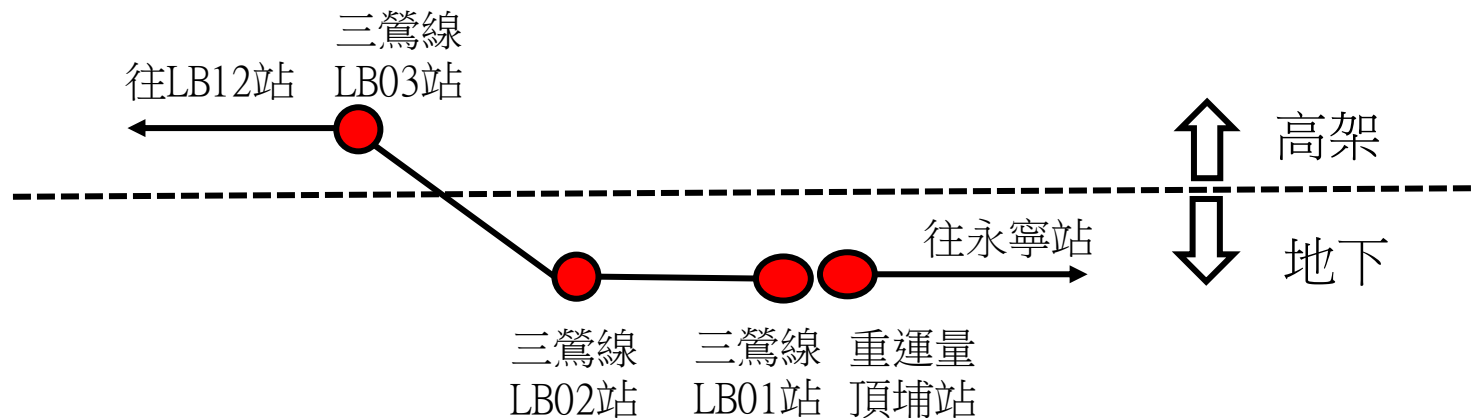 三鶯線
LB03站
往LB12站
高架
往永寧站
地下
三鶯線
LB02站
三鶯線
LB01站
重運量
頂埔站